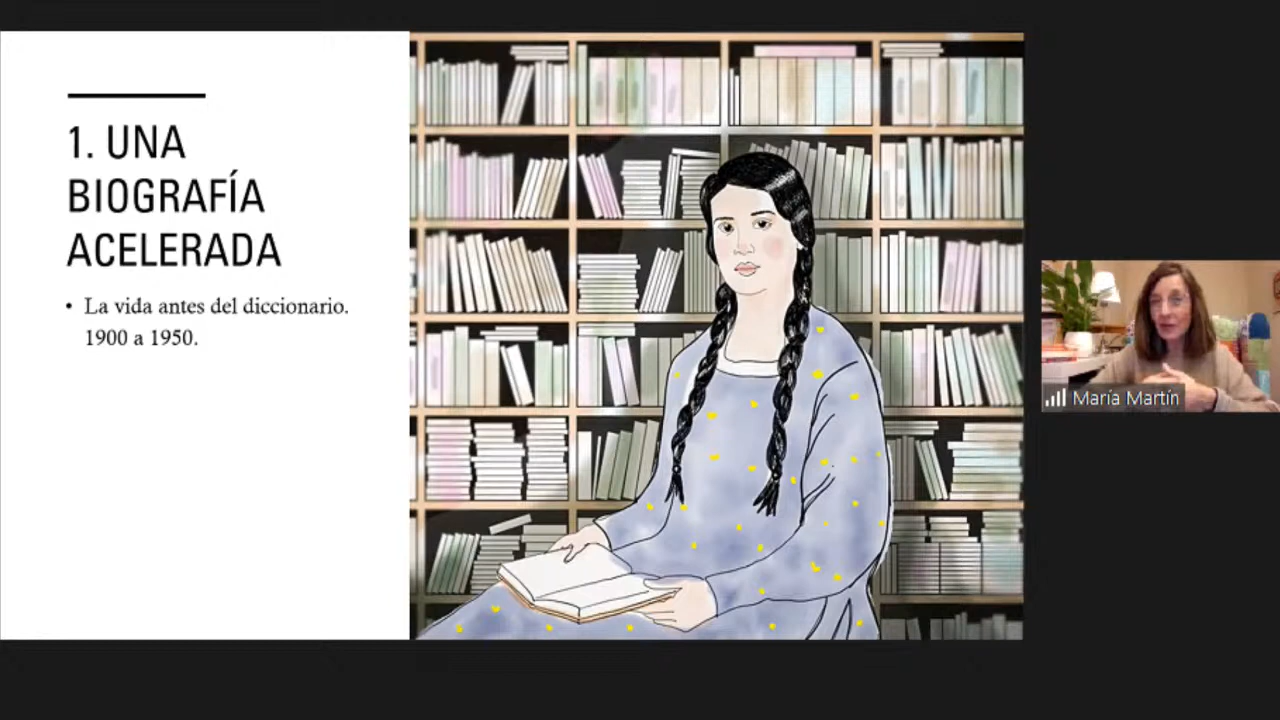 1. UNA
BIOGRAFÍA
ACELERADA
• La vida antes del diccionario.
1900 a 1950.
María Martín